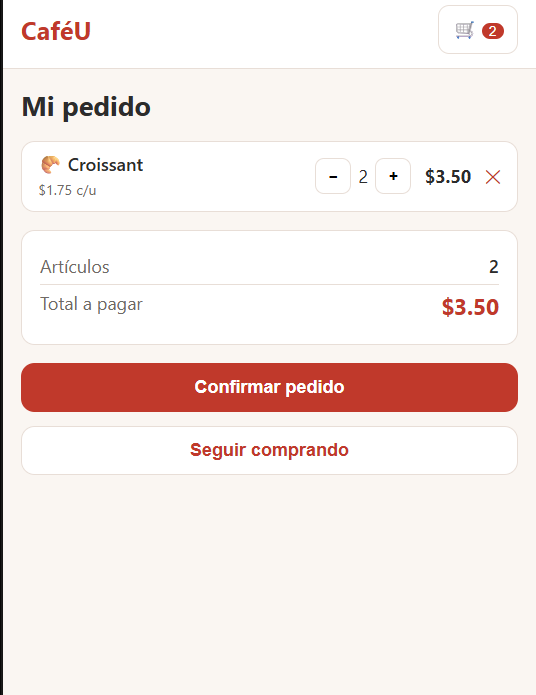 CaféU
2
Mi pedido
Croissant
$1.75 c/u
- 2 + $3.50 ×
Artículos 2
Total a pagar $3.50
Confirmar pedido
Seguir comprando